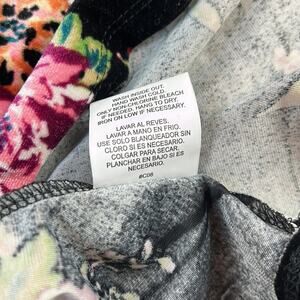 WASH INSIDE OUT.
HAND WASH COLD.
ONLY NON-CHLORINE BLEACH
IF NEEDED, HANG TO DRY.
IRON ON LOW IF NECESSARY.
LAVAR AL REVES.
LAVAR A MANO EN FRIO.
USE SOLO BLANQUEADOR SIN
CLORO SI ES NECESARIO.
COLGAR PARA SECAR.
PLANCHAR EN BAJO SI ES
NECESARIO.